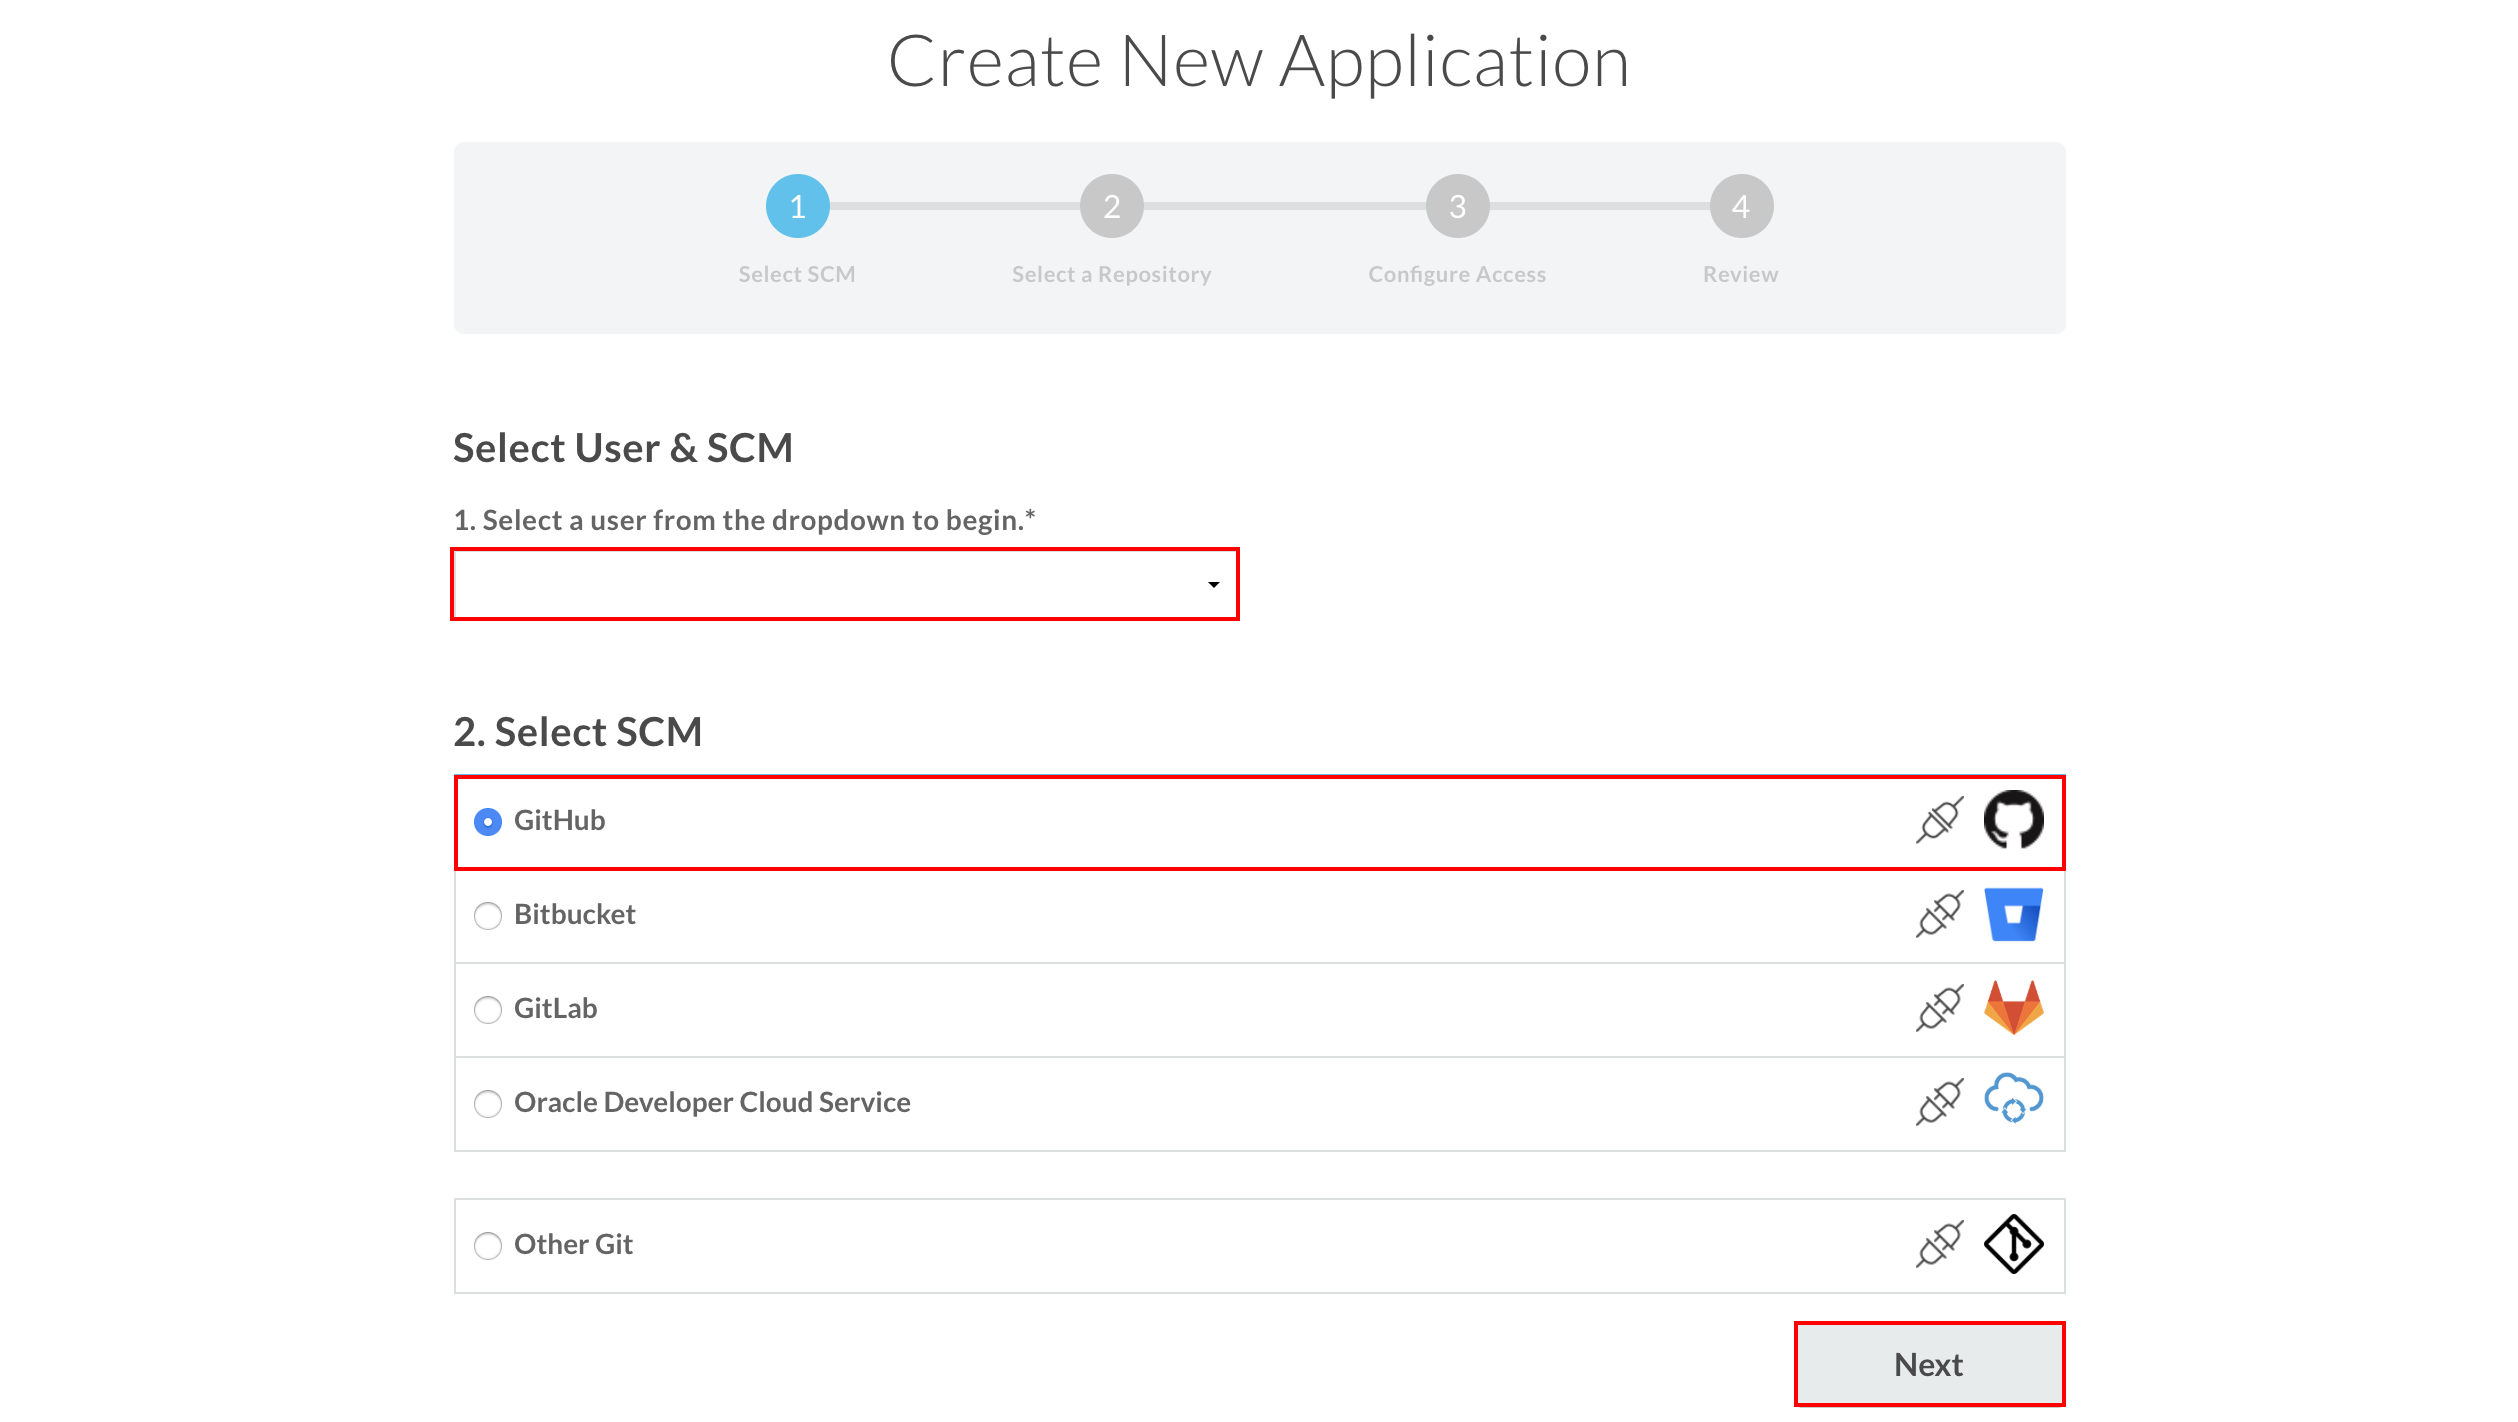 Create New Application
1
2
3
4
Select SCM
Select a Repository
Configure Access
Review
Select User & SCM
1. Select a user from the dropdown to begin.*
2. Select SCM
GitHub
Bitbucket
GitLab
Oracle Developer Cloud Service
Other Git
Next